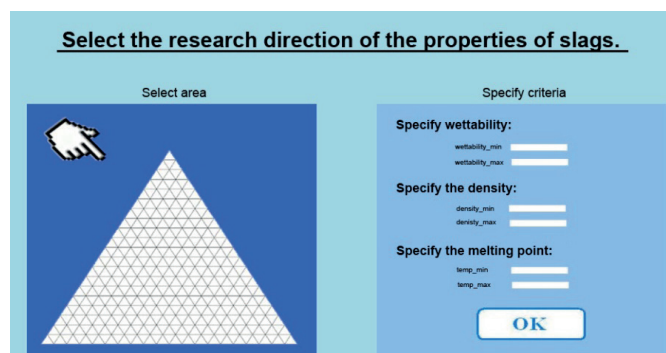 Select the research direction of the properties of slags.
Select area
Specify criteria
Specify wettability:
wettability_min
wettability_max
Specify the density:
density_min
denisty_max
Specify the melting point:
temp_min
temp_max
OK